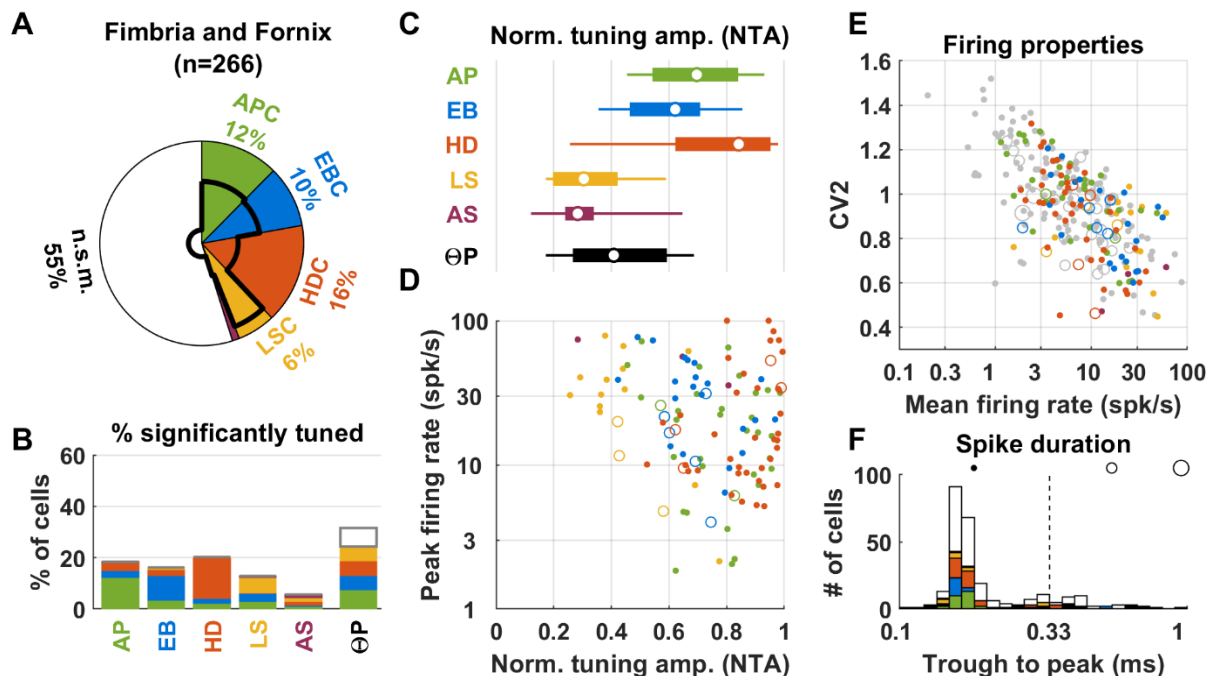 A
Fimbria and Fornix
(n=266)
APC
12%
EBC
10%
HDC
16%
LSC
6%
n.s.m.
55%
B
% significantly tuned
% of cells
60
40
20
0
AP
EB
HD
LS
AS
ΘP
C
Norm. tuning amp. (NTA)
AP
EB
HD
LS
AS
ΘP
D
Peak firing rate (spk/s)
100
30
10
3
1
0 0.2 0.4 0.6 0.8 1
Norm. tuning amp. (NTA)
E
Firing properties
CV2
1.6
1.4
1.2
1
0.8
0.6
0.4
0.1 0.3 1 3 10 30 100
Mean firing rate (spk/s)
F
Spike duration
# of cells
100
50
0
0.1 0.33 1
Trough to peak (ms)